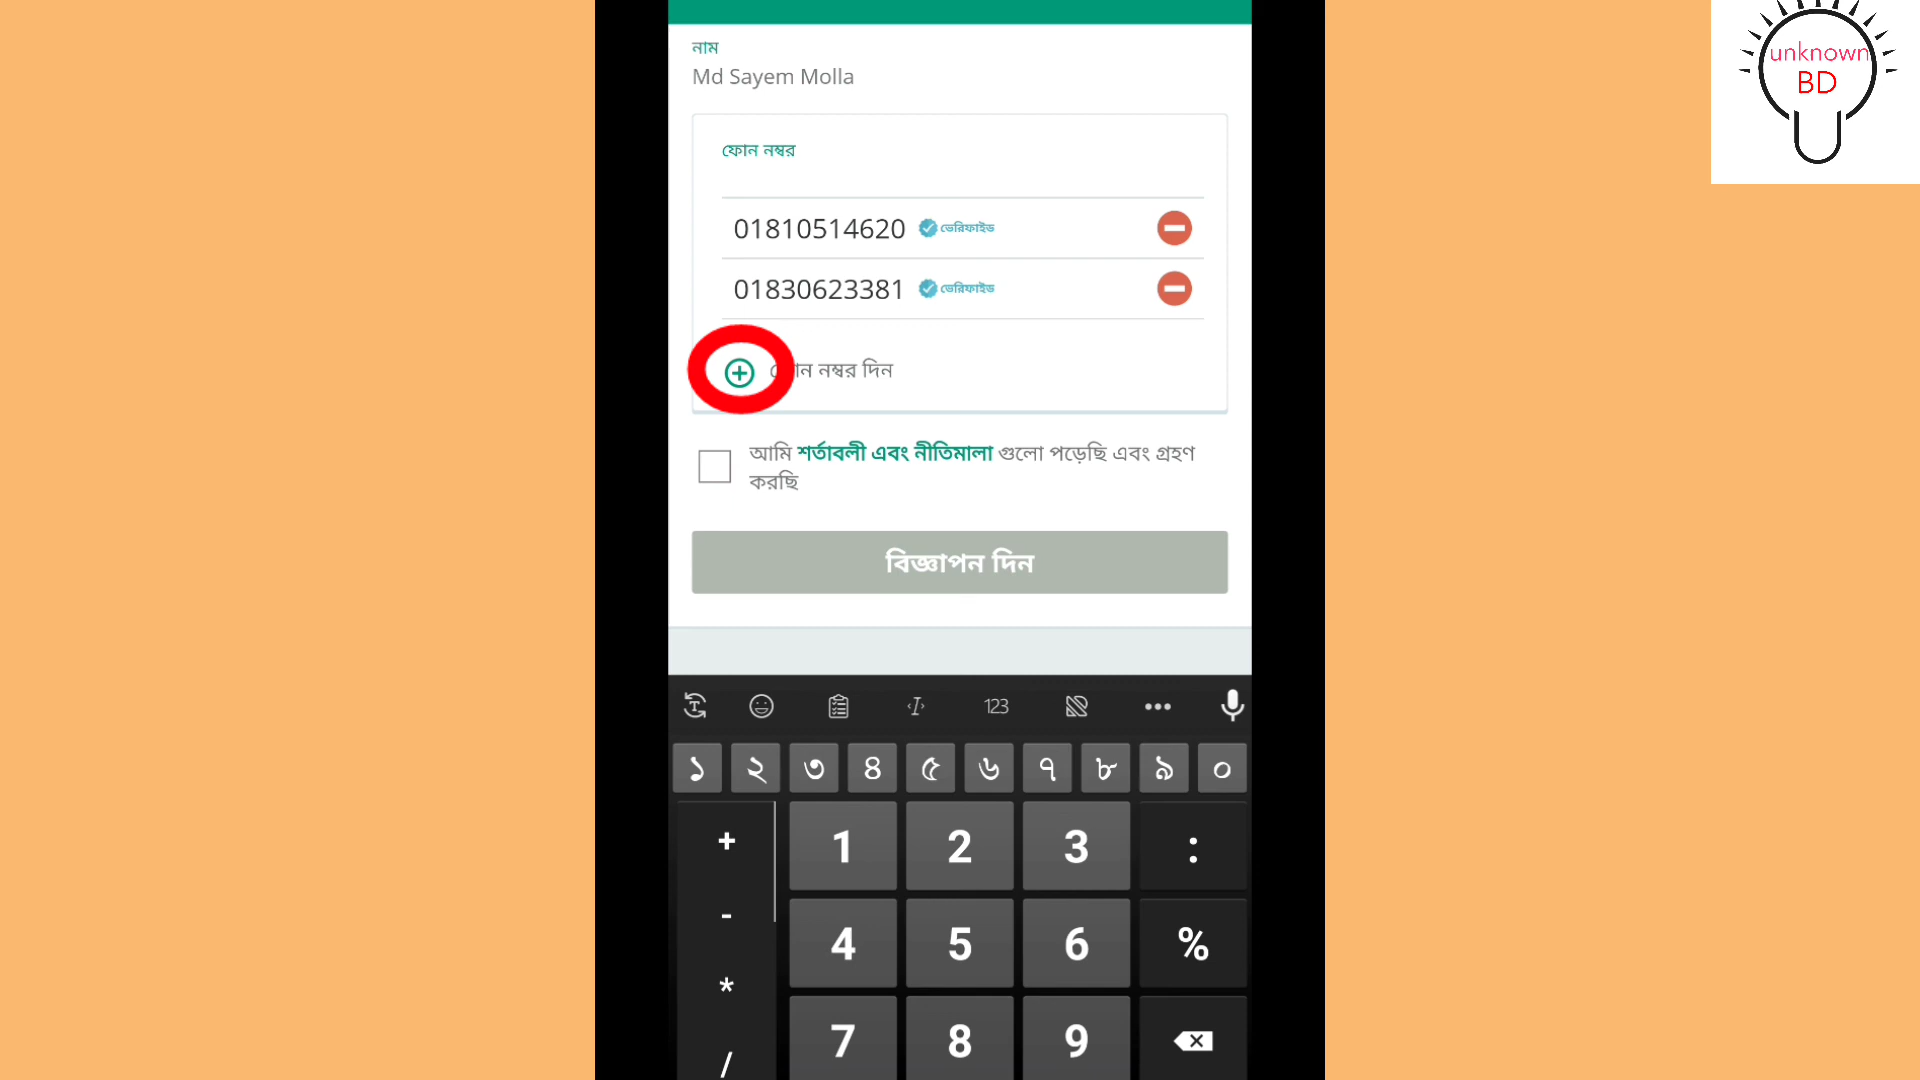 নাম
Md Sayem Molla
unknown
BD
ফোন নম্বর
01810514620 ভেরিফাইড
01830623381 ভেরিফাইড
নম্বর দিন
আমি শর্তাবলী এবং নীতিমালা গুলো পড়েছি এবং গ্রহণ
করছি
বিজ্ঞাপন দিন
123
১ ২ ৩ ৪ ৫ ৬ ৭ ৮ ৯ ০
+ 1 2 3 :
- 4 5 6 %
*
/ 7 8 9